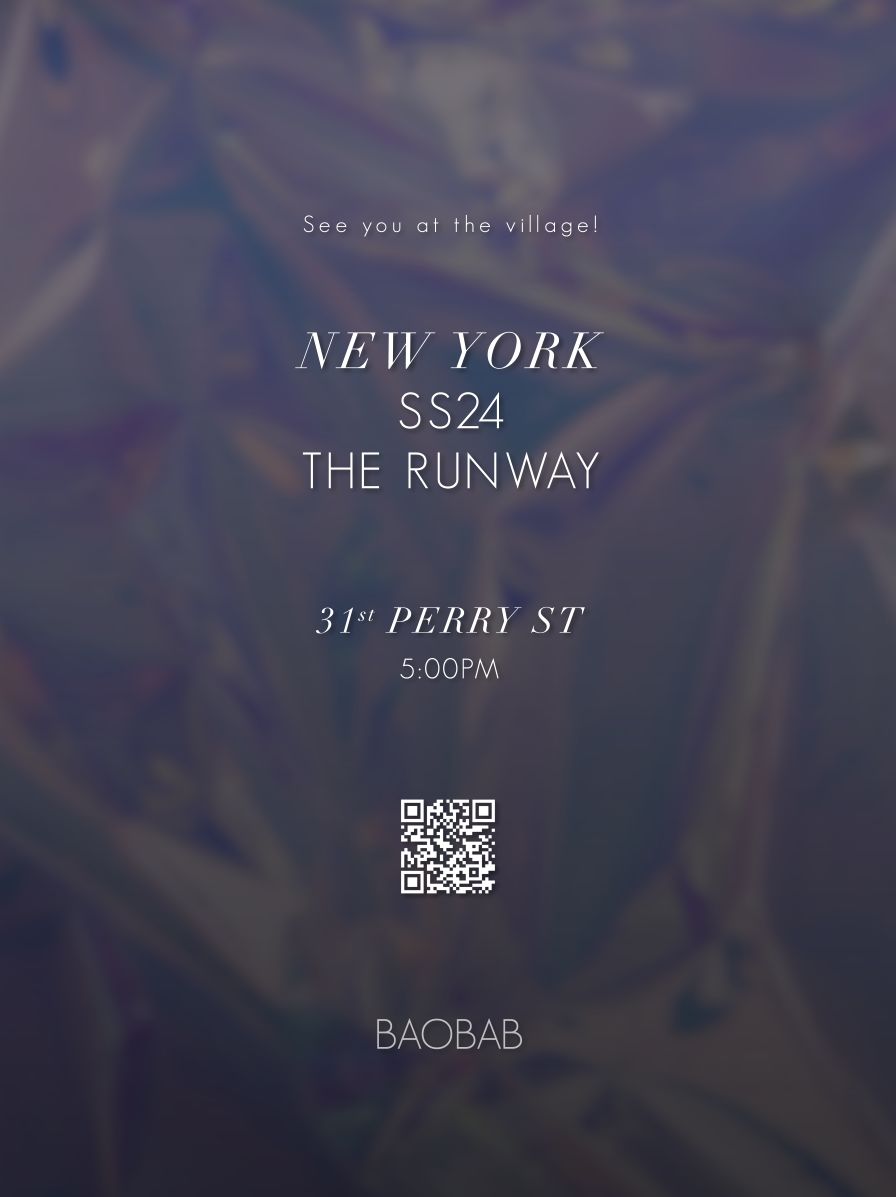 See you at the village!
NEW YORK
SS24
THE RUNWAY
31st PERRY ST
5:00PM
BAOBAB